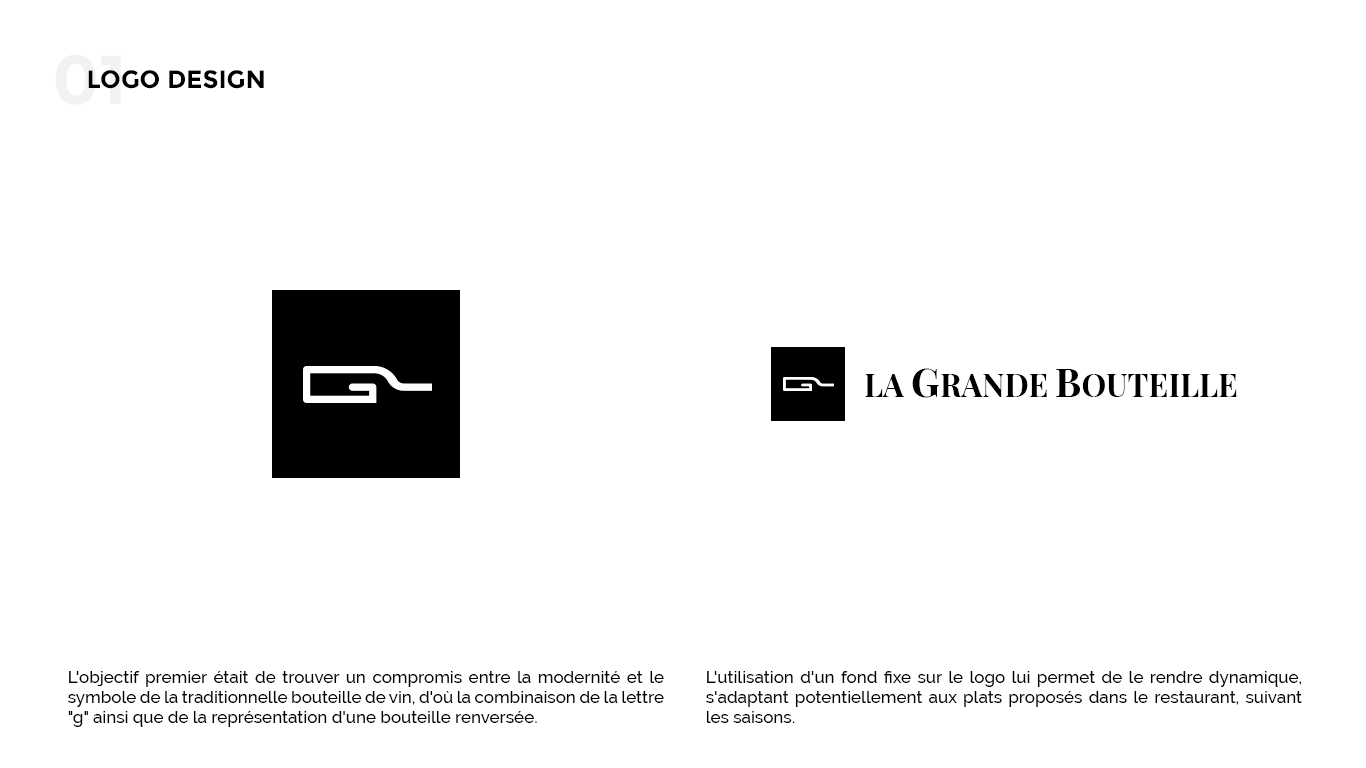 01
LOGO DESIGN
LA GRANDE BOUTEILLE
L'objectif premier était de trouver un compromis entre la modernité et le
symbole de la traditionnelle bouteille de vin, d'où la combinaison de la lettre
"g" ainsi que de la représentation d'une bouteille renversée.
L'utilisation d'un fond fixe sur le logo lui permet de le rendre dynamique,
s'adaptant potentiellement aux plats proposés dans le restaurant, suivant
les saisons.